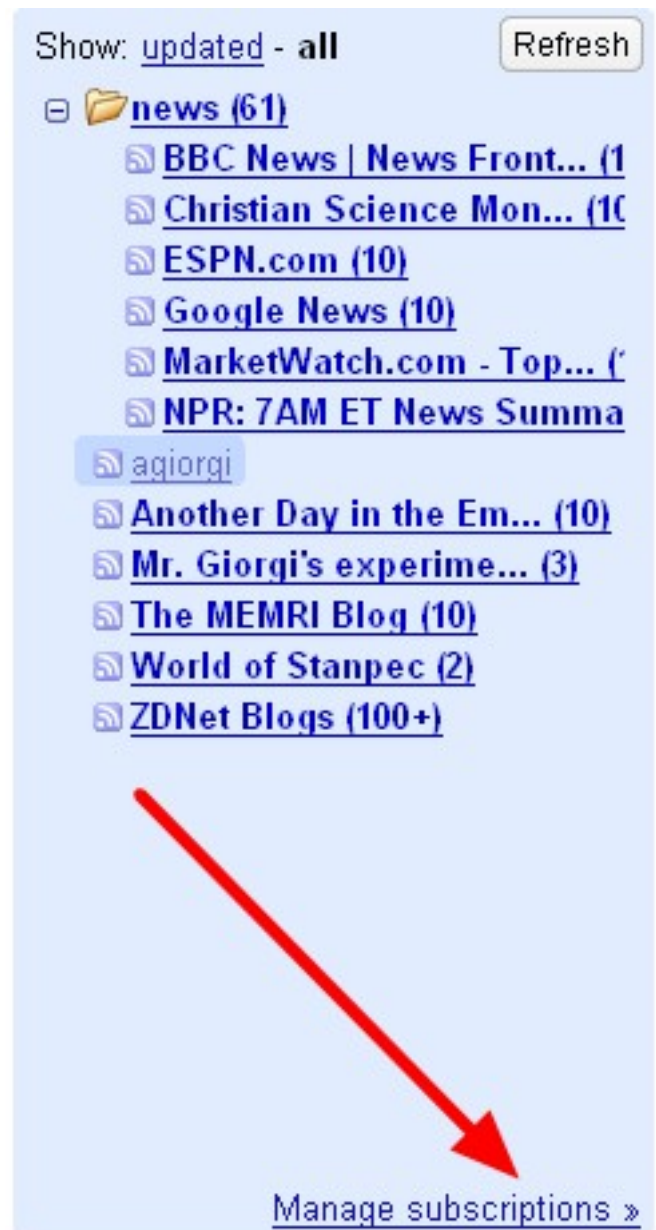 Show: updated - all Refresh
news (61)
BBC News | News Front... (1
Christian Science Mon... (10
ESPN.com (10)
Google News (10)
MarketWatch.com - Top... (
NPR: 7AM ET News Summa
agiorgi
Another Day in the Em... (10)
Mr. Giorgi's experime... (3)
The MEMRI Blog (10)
World of Stanpec (2)
ZDNet Blogs (100+)
Manage subscriptions »